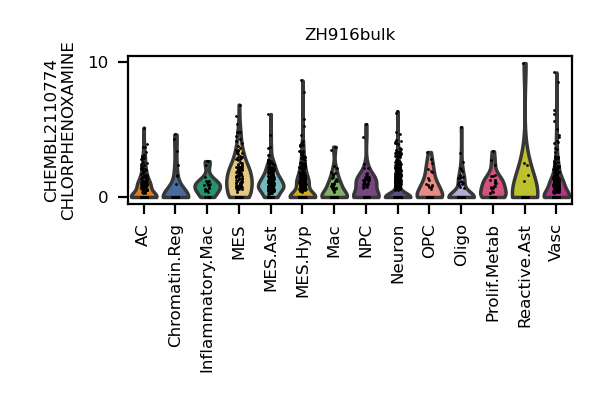 ZH916bulk
CHEMBL2110774
CHLORPHENOXAMINE
10
0
AC
Chromatin.Reg
Inflammatory.Mac
MES
MES.Ast
MES.Hyp
Mac
NPC
Neuron
OPC
Oligo
Prolif.Metab
Reactive.Ast
Vasc